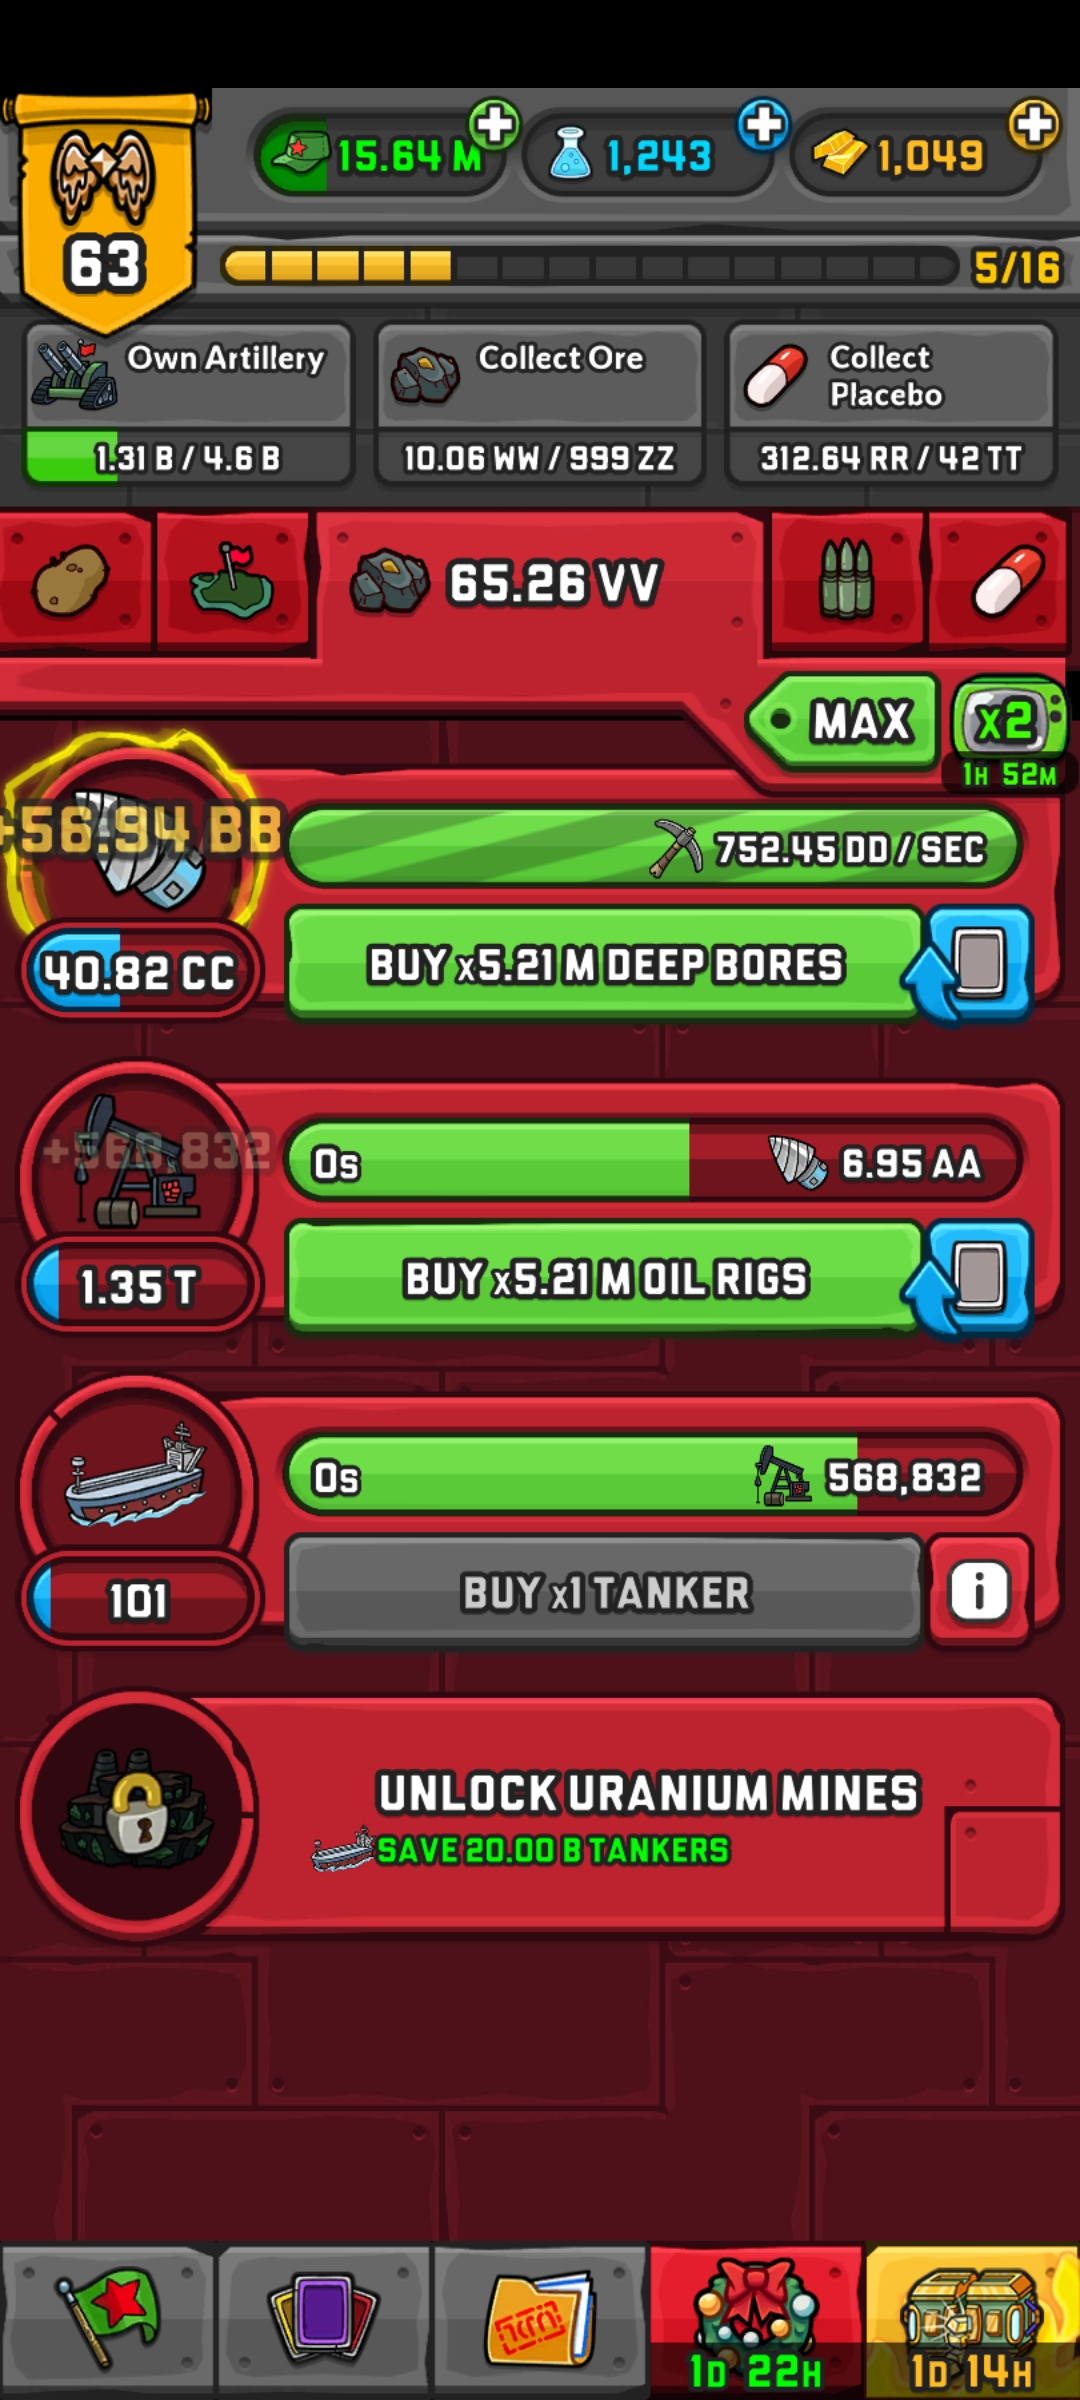 15.64 M
1,243
1,049
63
5/16
Own Artillery
1.31 B / 4.6 B
Collect Ore
10.06 WW / 999 ZZ
Collect
Placebo
312.64 RR / 42 TT
65.26 VV
MAX
x2
1H 52M
+56.94 BB
752.45 DD / SEC
40.82 CC
BUY x5.21 M DEEP BORES
+568,832
0s
6.95 AA
1.35 T
BUY x5.21 M OIL RIGS
0s
568,832
101
BUY x1 TANKER
i
UNLOCK URANIUM MINES
SAVE 20.00 B TANKERS
1D 22H
1D 14H